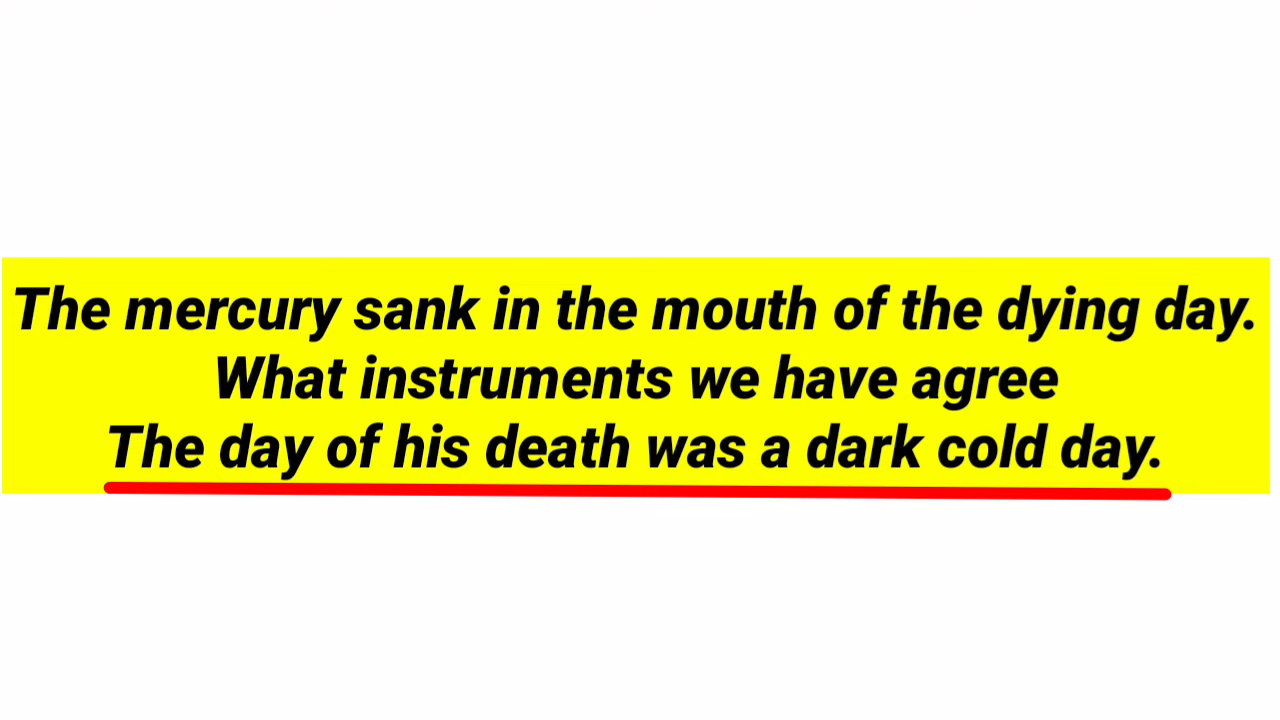 The mercury sank in the mouth of the dying day.
What instruments we have agree
The day of his death was a dark cold day.